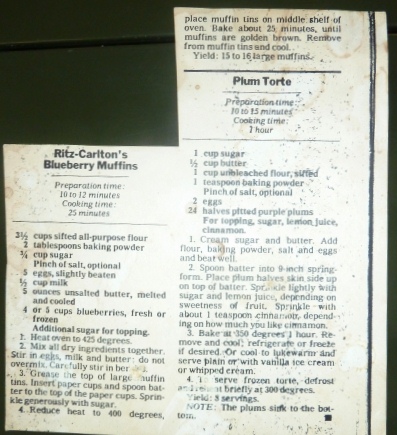 Ritz-Carlton's
Blueberry Muffins
Preparation time:
10 to 12 minutes
Cooking time:
25 minutes
3½ cups sifted all-purpose flour
2 tablespoons baking powder
¾ cup sugar
Pinch of salt, optional
5 eggs, slightly beaten
½ cup milk
5 ounces unsalted butter, melted
and cooled
4 or 5 cups blueberries, fresh or
frozen
Additional sugar for topping.
1. Heat oven to 425 degrees.
2. Mix all dry ingredients together.
Stir in eggs, milk and butter: do not
overmix. Carefully stir in
3. Grease the top of large muffin
tins. Insert paper cups and spoon bat-
ter to the top of the paper cups. Sprin-
kle generously with sugar.
4. Reduce heat to 400 degrees,
place muffin tins on middle shelf of
oven. Bake about 25 minutes, until
muffins are golden brown. Remove
from muffin tins and cool.
Yield: 15 to 16 large muffins.
Plum Torte
Preparation time:
10 to 15 minutes
Cooking time:
1 hour
1 cup sugar
½ cup butter
1 cup unbleached flour, sifted
1 teaspoon baking powder
Pinch of salt, optional
2 eggs
24 halves pitted purple plums
For topping, sugar, lemon juice,
cinnamon.
1. Cream sugar and butter. Add
flour, baking powder, salt and eggs
and beat well.
2. Spoon batter into 9-inch spring-
form. Place plum halves skin side up
on top of batter. lightly with
sugar and lemon juice, depending on
sweetness of fruit. Sprinkle with
about 1 teaspoon cinnamon, depend-
ing on how much you like cinnamon.
3. Bake at 350 degrees 1 hour. Re-
move and cool; refrigerate or freeze
if desired. Or cool to lukewarm and
serve plain or with vanilla ice cream
or whipped cream.
4. To serve frozen torte, defrost
and reheat briefly at 300 degrees.
Yield: 8 servings.
NOTE: The plums sink to the bot-
tom.